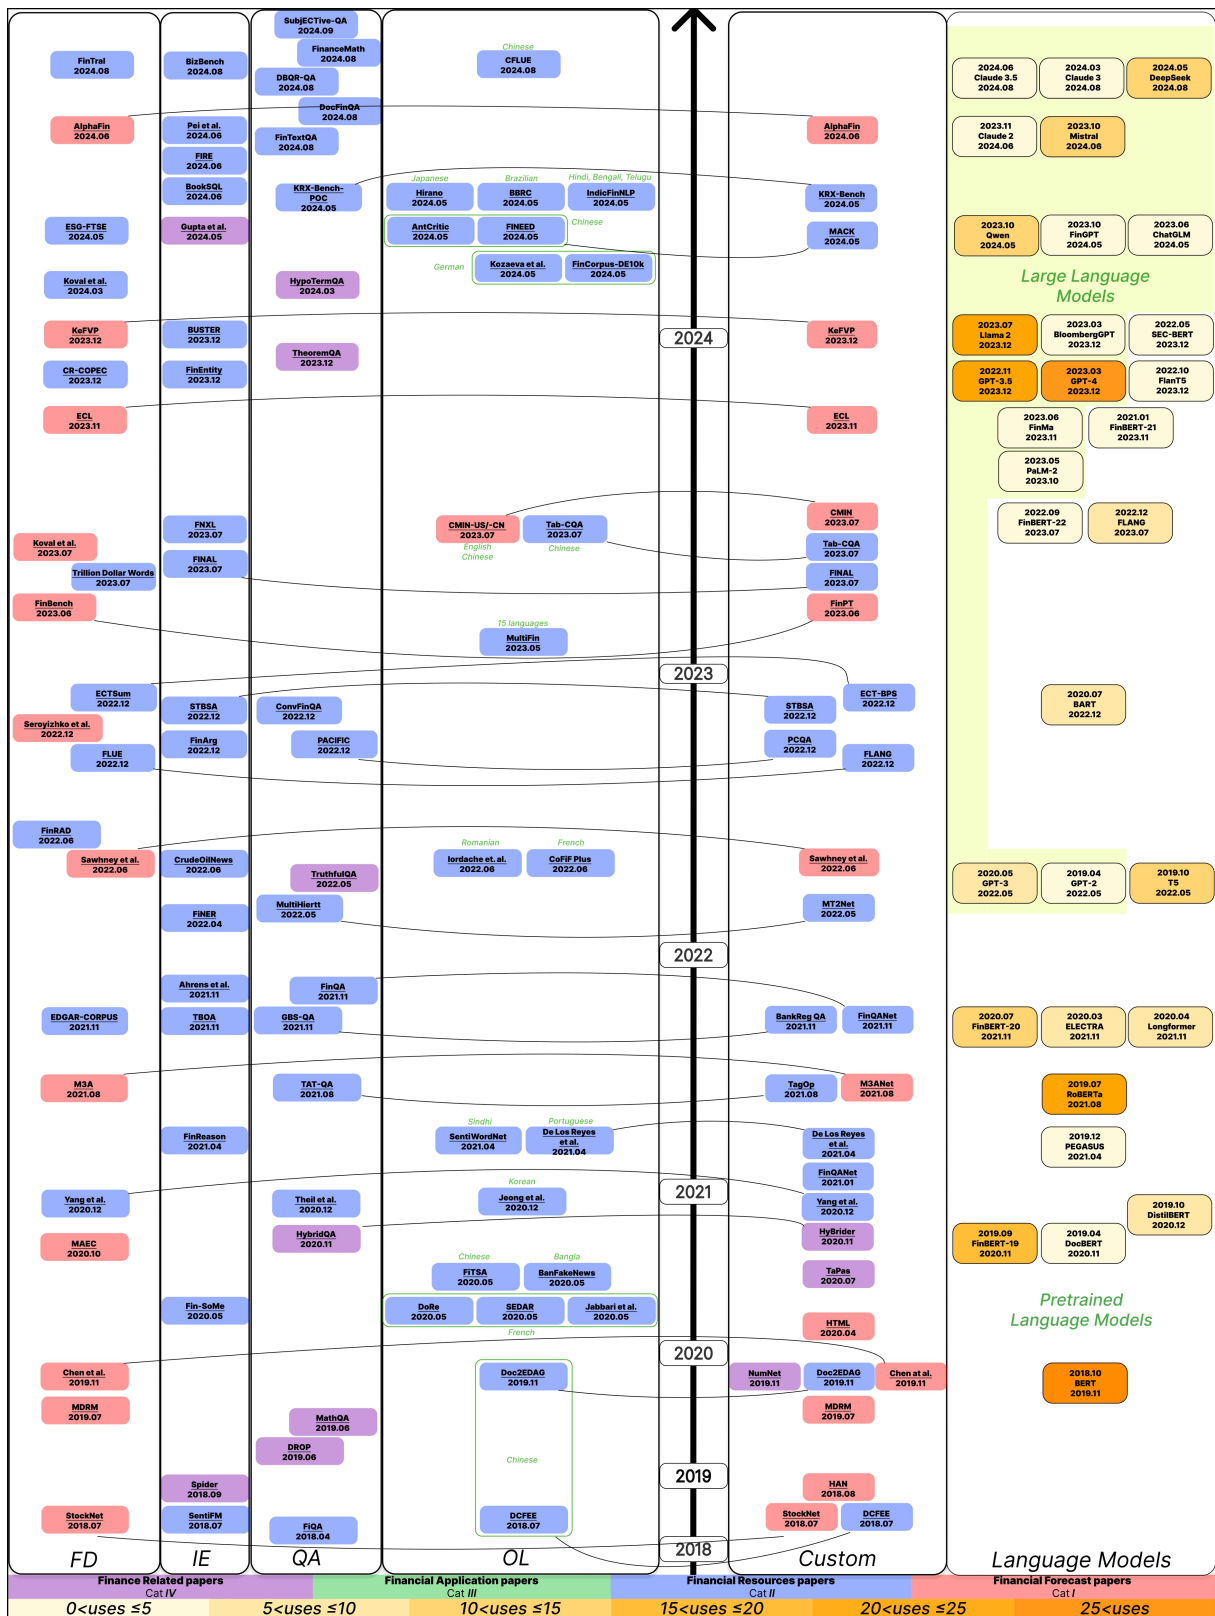 SubjECTive-QA
2024.09
FinanceMath
2024.08
Chinese
CFLUE
2024.08
FinTral
2024.08
BizBench
2024.08
DBQR-QA
2024.08
2024.06
Claude 3.5
2024.08
2024.03
Claude 3
2024.08
2024.05
DeepSeek
2024.08
DocFinQA
2024.08
AlphaFin
2024.06
Pei et al.
2024.06
FinTextQA
2024.08
AlphaFin
2024.06
2023.11
Claude 2
2024.06
2023.10
Mistral
2024.06
FIRE
2024.06
BookSQL
2024.06
KRX-Bench-
POC
2024.05
Japanese
Hirano
2024.05
Brazilian
BBRC
2024.05
Hindi, Bengali, Telugu
IndicFinNLP
2024.05
KRX-Bench
2024.05
ESG-FTSE
2024.05
Gupta et al.
2024.05
AntCritic
2024.05
FINEED
2024.05
Chinese
MACK
2024.05
2023.10
Qwen
2024.05
2023.10
FinGPT
2024.05
2023.06
ChatGLM
2024.05
German
Kozaeva et al.
2024.05
FinCorpus-DE10k
2024.05
Koval et al.
2024.03
HypoTermQA
2024.03
Large Language
Models
KeFVP
2023.12
BUSTER
2023.12
2024
KeFVP
2023.12
2023.07
Llama 2
2023.12
2023.03
BloombergGPT
2023.12
2022.05
SEC-BERT
2023.12
TheoremQA
2023.12
CR-COPEC
2023.12
FinEntity
2023.12
2022.11
GPT-3.5
2023.12
2023.03
GPT-4
2023.12
2022.10
FlanT5
2023.12
ECL
2023.11
ECL
2023.11
2023.06
FinMa
2023.11
2021.01
FinBERT-21
2023.11
2023.05
PaLM-2
2023.10
FNXL
2023.07
CMIN-US/-CN
2023.07
English
Chinese
Tab-CQA
2023.07
Chinese
CMIN
2023.07
2022.09
FinBERT-22
2023.07
2022.12
FLANG
2023.07
Koval et al.
2023.07
FINAL
2023.07
Tab-CQA
2023.07
Trillion Dollar Words
2023.07
FINAL
2023.07
FinBench
2023.06
FinPT
2023.06
15 languages
MultiFin
2023.05
2023
ECTSum
2022.12
STBSA
2022.12
ConvFinQA
2022.12
STBSA
2022.12
ECT-BPS
2022.12
2020.07
BART
2022.12
Seroyizhko et al.
2022.12
FinArg
2022.12
PACIFIC
2022.12
PCQA
2022.12
FLUE
2022.12
FLANG
2022.12
FinRAD
2022.06
Sawhney et al.
2022.06
CrudeOilNews
2022.06
Romanian
Iordache et. al.
2022.06
French
CoFiF Plus
2022.06
Sawhney et al.
2022.06
TruthfulQA
2022.05
2020.05
GPT-3
2022.05
2019.04
GPT-2
2022.05
2019.10
T5
2022.05
MultiHiertt
2022.05
MT2Net
2022.05
FiNER
2022.04
2022
Ahrens et al.
2021.11
FinQA
2021.11
EDGAR-CORPUS
2021.11
TBOA
2021.11
GBS-QA
2021.11
BankReg QA
2021.11
FinQANet
2021.11
2020.07
FinBERT-20
2021.11
2020.03
ELECTRA
2021.11
2020.04
Longformer
2021.11
M3A
2021.08
TAT-QA
2021.08
TagOp
2021.08
M3ANet
2021.08
2019.07
RoBERTa
2021.08
FinReason
2021.04
Sindhi
SentiWordNet
2021.04
Portuguese
De Los Reyes
et al.
2021.04
De Los Reyes
et al.
2021.04
2019.12
PEGASUS
2021.04
FinQANet
2021.01
2021
Yang et al.
2020.12
Theil et al.
2020.12
Korean
Jeong et al.
2020.12
Yang et al.
2020.12
2019.10
DistilBERT
2020.12
MAEC
2020.10
HybridQA
2020.11
HyBrider
2020.11
2019.09
FinBERT-19
2020.11
2019.04
DocBERT
2020.11
Chinese
FiTSA
2020.05
Bangla
BanFakeNews
2020.05
TaPas
2020.07
Fin-SoMe
2020.05
DoRe
2020.05
SEDAR
2020.05
Jabbari et al.
2020.05
French
HTML
2020.04
Pretrained
Language Models
2020
Chen et al.
2019.11
Doc2EDAG
2019.11
NumNet
2019.11
Doc2EDAG
2019.11
Chen at al.
2019.11
2018.10
BERT
2019.11
MDRM
2019.07
MathQA
2019.06
MDRM
2019.07
DROP
2019.06
Chinese
2019
Spider
2018.09
HAN
2018.08
StockNet
2018.07
SentiFM
2018.07
FiQA
2018.04
DCFEE
2018.07
StockNet
2018.07
DCFEE
2018.07
2018
FD
IE
QA
OL
Custom
Language Models
Finance Related papers
Cat IV
Financial Application papers
Cat III
Financial Resources papers
Cat II
Financial Forecast papers
Cat I
0<uses ≤5
5<uses ≤10
10<uses ≤15
15<uses ≤20
20<uses ≤25
25<uses